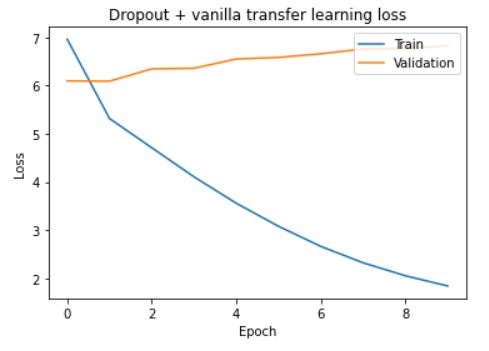 Dropout + vanilla transfer learning loss
7
6
5
4
3
2
Loss
Train
Validation
0
2
4
6
8
Epoch